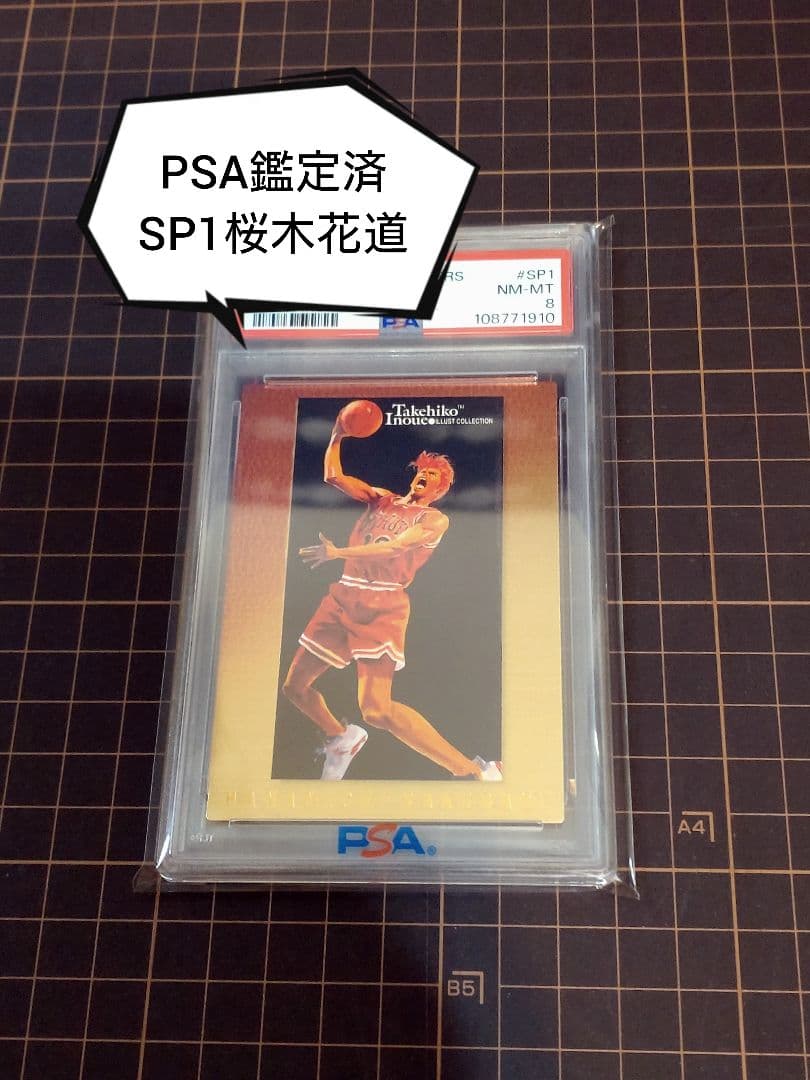 PSA鑑定済
SP1桜木花道
RS #SP1
NM-MT
8
PSA 108771910
Takehiko™
Inoue●ILLUST COLLECTION
PSA®
A4
B5